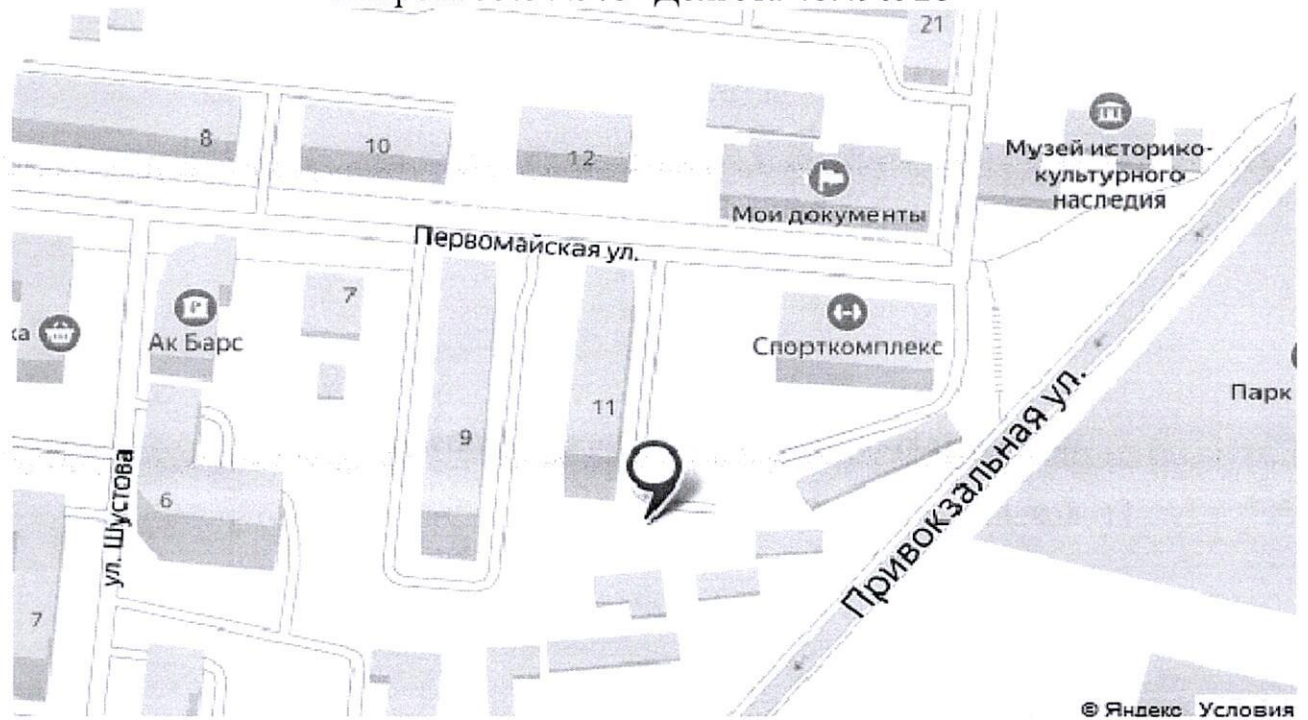 21
8
10
12
Музей историко-
культурного
наследия
Мои документы
Первомайская ул.
7
Ак Барс
ка
Спорткомплекс
Парк
11
9
6
ул. Шустова
Привокзальная ул.
7
© Яндекс Условия